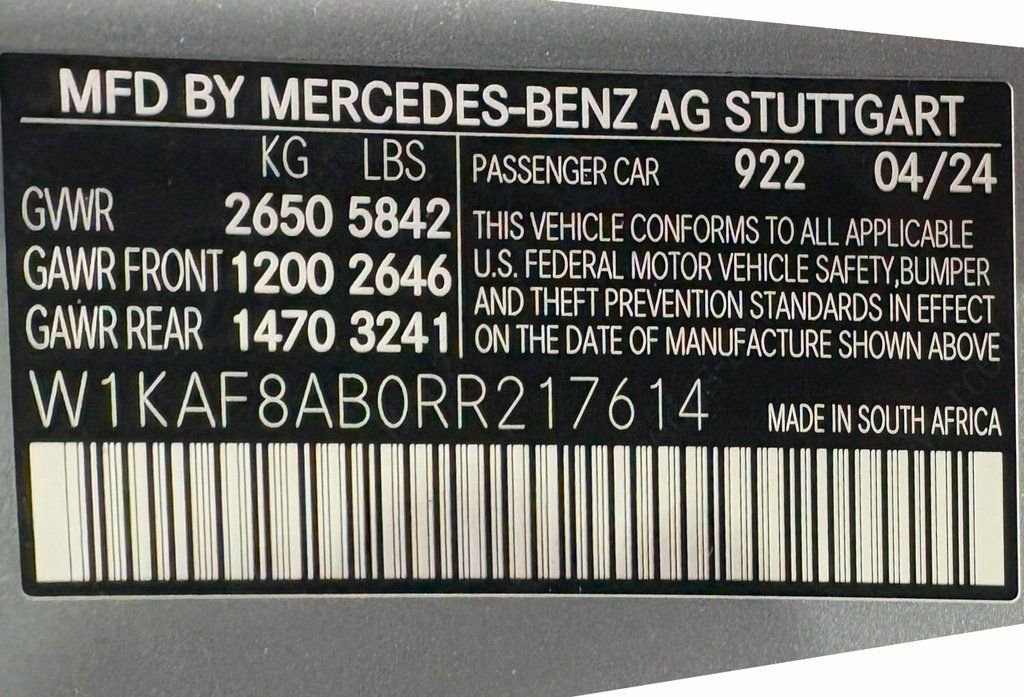 MFD BY MERCEDES-BENZ AG STUTTGART
KG LBS
GVWR 2650 5842
GAWR FRONT 1200 2646
GAWR REAR 1470 3241
PASSENGER CAR 922 04/24
THIS VEHICLE CONFORMS TO ALL APPLICABLE
U.S. FEDERAL MOTOR VEHICLE SAFETY,BUMPER
AND THEFT PREVENTION STANDARDS IN EFFECT
ON THE DATE OF MANUFACTURE SHOWN ABOVE
W1KAF8AB0RR217614
MADE IN SOUTH AFRICA